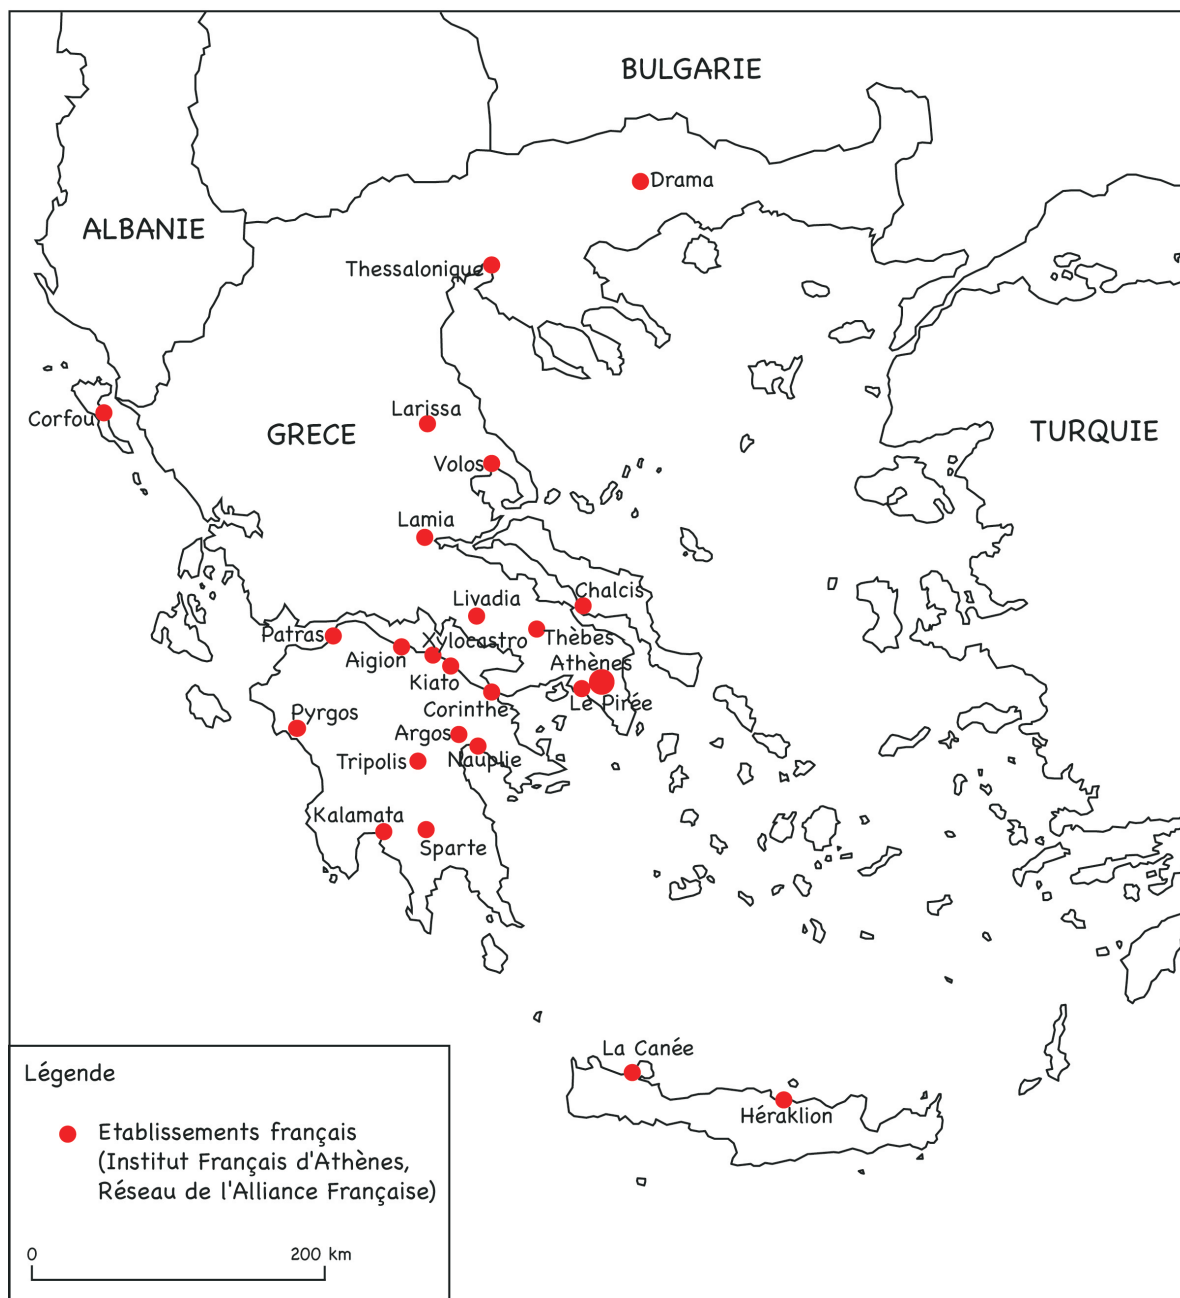 BULGARIE
Drama
ALBANIE
Thessalonique
Corfou
Larissa
GRECE
TURQUIE
Volos
Lamia
Chalcis
Livadia
Patras
Xylocastro
Thèbes
Aigion
Athènes
Kiato
Le Pirée
Corinthe
Pyrgos
Argos
Nauplie
Tripolis
Kalamata
Sparte
La Canée
Héraklion
Légende
Etablissements français
(Institut Français d'Athènes,
Réseau de l'Alliance Française)
0 200 km